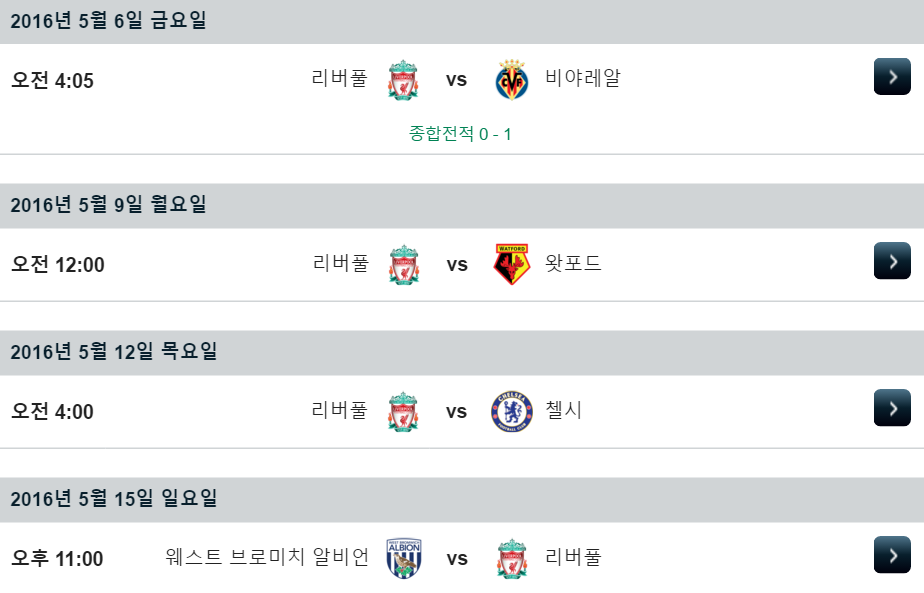 2016년 5월 6일 금요일
오전 4:05 리버풀 vs 비야레알
종합전적 0 - 1
2016년 5월 9일 월요일
오전 12:00 리버풀 vs WATFORD 왓포드
2016년 5월 12일 목요일
오전 4:00 리버풀 vs CHELSEA FOOTBALL CLUB 첼시
2016년 5월 15일 일요일
오후 11:00 웨스트 브로미치 알비언 ALBION vs 리버풀